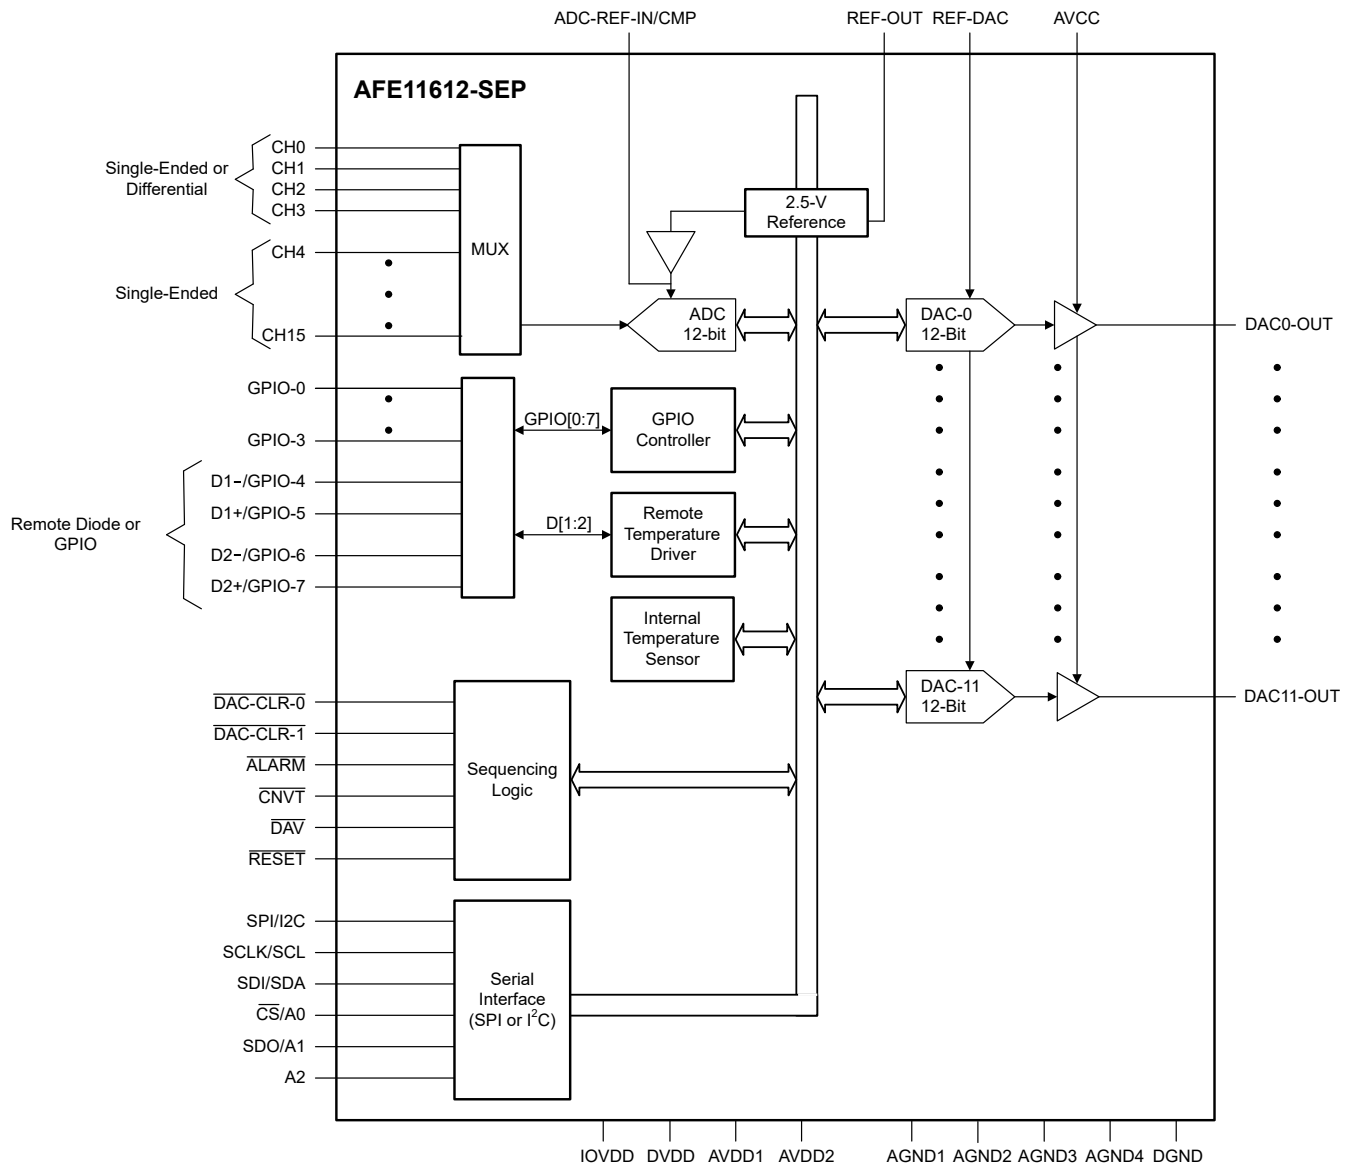 ADC-REF-IN/CMP
REF-OUT
REF-DAC
AVCC
AFE11612-SEP
Single-Ended or
Differential
CH0
CH1
CH2
CH3
MUX
2.5-V
Reference
Single-Ended
CH4
CH15
ADC
12-bit
DAC-0
12-Bit
DAC0-OUT
GPIO-0
GPIO-3
GPIO[0:7]
GPIO
Controller
Remote Diode or
GPIO
D1−/GPIO-4
D1+/GPIO-5
D2−/GPIO-6
D2+/GPIO-7
D[1:2]
Remote
Temperature
Driver
Internal
Temperature
Sensor
DAC-11
12-Bit
DAC11-OUT
DAC-CLR-0
DAC-CLR-1
ALARM
CNVT
DAV
RESET
Sequencing
Logic
SPI/I2C
SCLK/SCL
SDI/SDA
CS/A0
SDO/A1
A2
Serial
Interface
(SPI or I²C)
IOVDD
DVDD
AVDD1
AVDD2
AGND1
AGND2
AGND3
AGND4
DGND